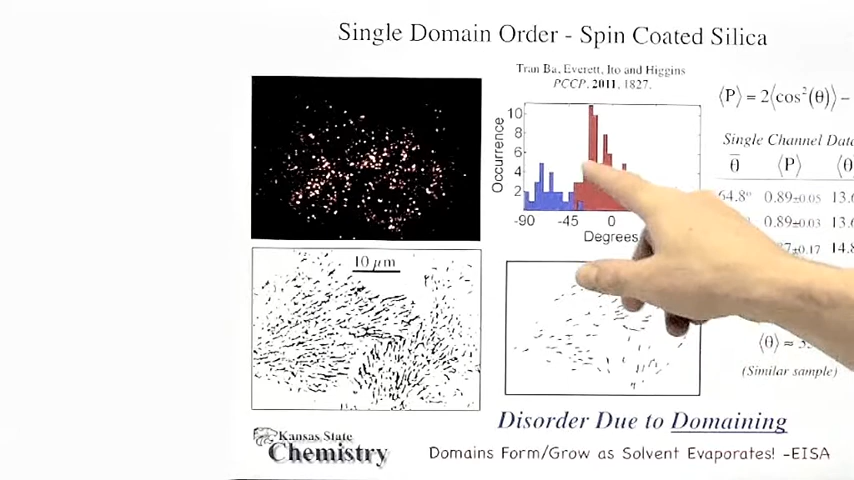 Single Domain Order - Spin Coated Silica
Tran Ba, Everett, Ito and Higgins
PCCP, 2011, 1827.
⟨P⟩ = 2⟨cos²(θ)⟩ –
Single Channel Data
θ̅ ⟨P⟩ ⟨θ
64.8° 0.89±0.05 13.6
0.89±0.03 13.6
±0.17 14.8
Occurrence
10
8
6
4
2
-90 -45 0
Degrees
10 µm
⟨θ⟩ ≈
(Similar sample)
Disorder Due to Domaining
Kansas State
Chemistry
Domains Form/Grow as Solvent Evaporates! -EISA